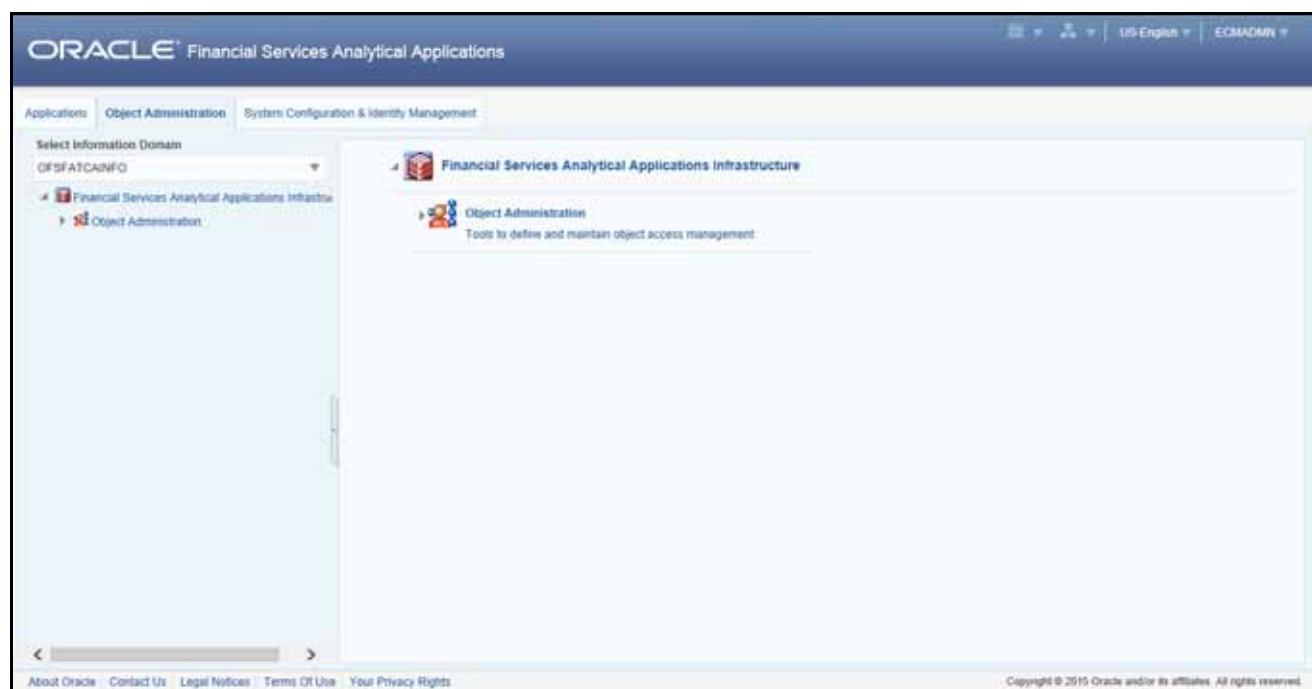 ORACLE Financial Services Analytical Applications
US-English
ECMADMN
Applications
Object Administration
System Configuration & Identity Management
Select Information Domain
OFSFATCAINFO
Financial Services Analytical Applications Infrastru
Object Administration
Financial Services Analytical Applications Infrastructure
Object Administration
Tools to define and maintain object access management
About Oracle
Contact Us
Legal Notices
Terms Of Use
Your Privacy Rights
Copyright © 2015 Oracle and/or its affiliates. All rights reserved.